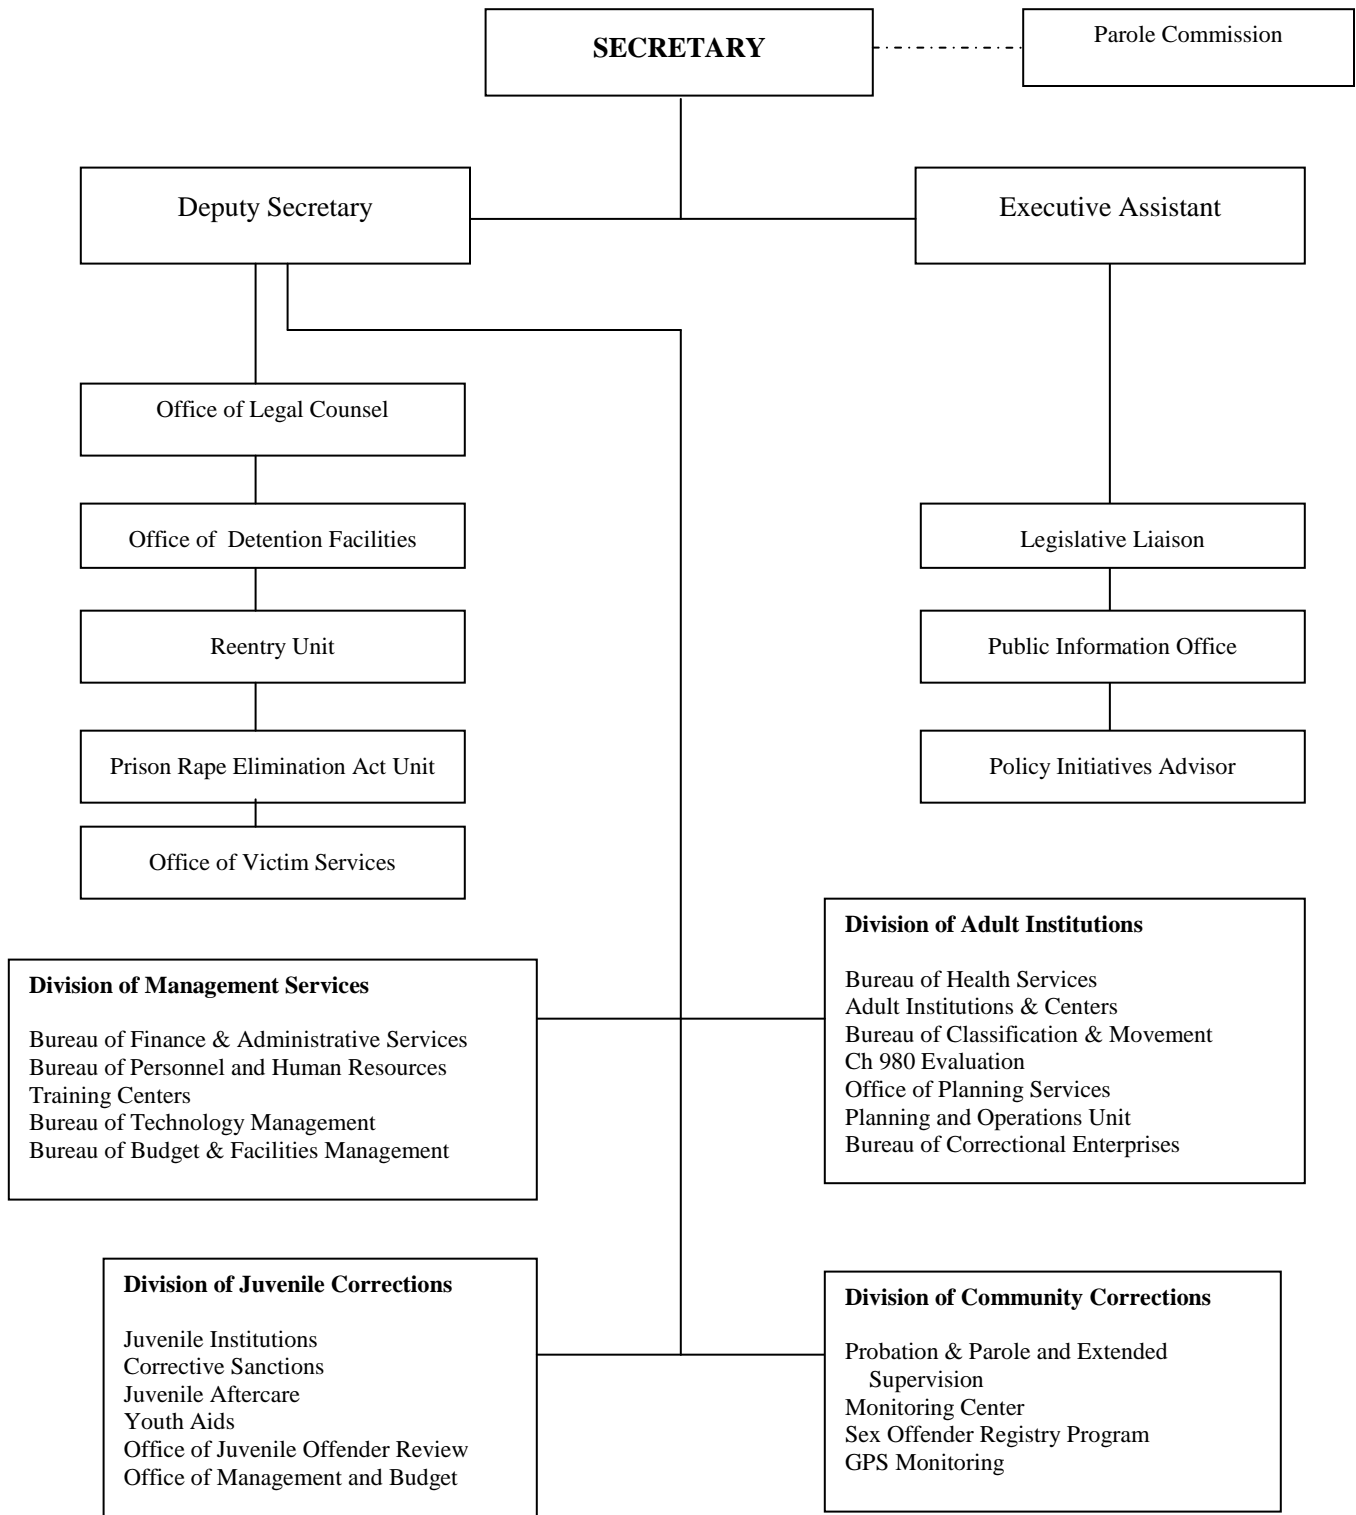 SECRETARY
Parole Commission
Deputy Secretary
Executive Assistant
Office of Legal Counsel
Office of Detention Facilities
Legislative Liaison
Reentry Unit
Public Information Office
Prison Rape Elimination Act Unit
Policy Initiatives Advisor
Office of Victim Services
Division of Adult Institutions
Bureau of Health Services
Adult Institutions & Centers
Bureau of Classification & Movement
Ch 980 Evaluation
Office of Planning Services
Planning and Operations Unit
Bureau of Correctional Enterprises
Division of Management Services
Bureau of Finance & Administrative Services
Bureau of Personnel and Human Resources
Training Centers
Bureau of Technology Management
Bureau of Budget & Facilities Management
Division of Juvenile Corrections
Juvenile Institutions
Corrective Sanctions
Juvenile Aftercare
Youth Aids
Office of Juvenile Offender Review
Office of Management and Budget
Division of Community Corrections
Probation & Parole and Extended
Supervision
Monitoring Center
Sex Offender Registry Program
GPS Monitoring